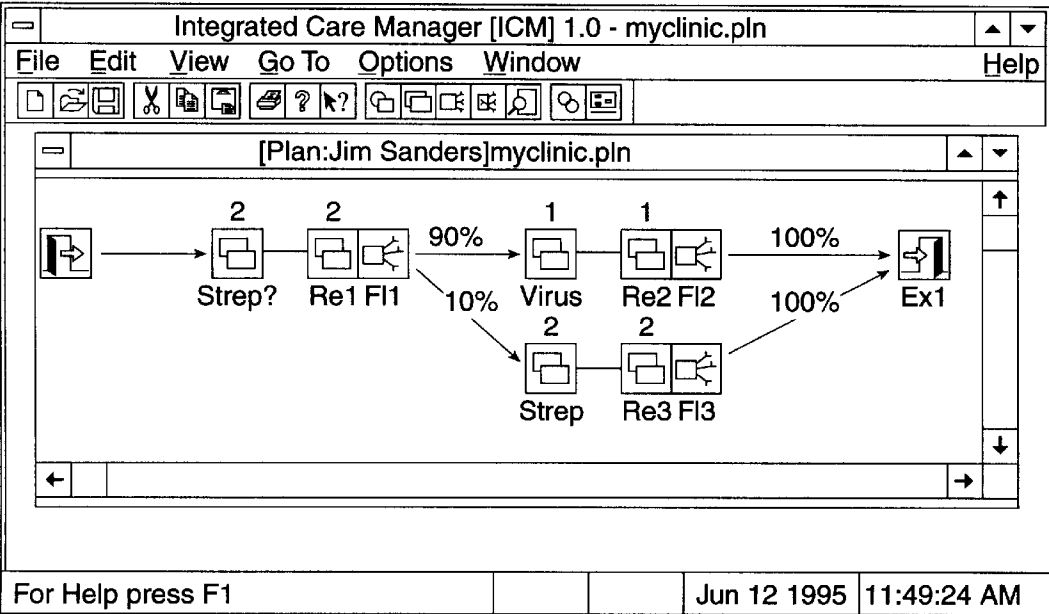 Integrated Care Manager [ICM] 1.0 - myclinic.pln
File Edit View Go To Options Window Help
? ?
[Plan:Jim Sanders]myclinic.pln
2 2 1 1
90% 100%
Strep? Re1 Fl1 Virus Re2 Fl2 Ex1
10% 100%
2 2
Strep Re3 Fl3
For Help press F1 Jun 12 1995 11:49:24 AM